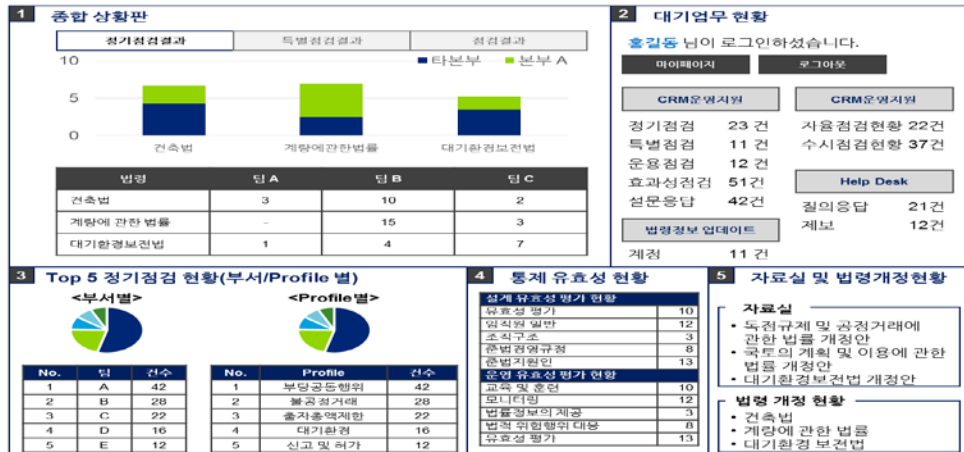 1 종합 상황판
정기점검결과 특별점검결과 점검결과
10
타본부 본부 A
5
0
건축법 계량에관한법률 대기환경보전법
법령 팀 A 팀 B 팀 C
건축법 3 10 2
계량에 관한 법률 - 15 3
대기환경보전법 1 4 7
2 대기업무 현황
홍길동 님이 로그인하셨습니다.
마이페이지 로그아웃
CRM운영지원
정기점검 23 건
특별점검 11 건
운용점검 12 건
효과성점검 51건
설문응답 42건
법령정보 업데이트
계정 11 건
CRM운영지원
자율점검현황 22건
수시점검현황 37건
Help Desk
질의응답 21건
제보 12건
3 Top 5 정기점검 현황(부서/Profile 별)
<부서별> <Profile별>
No. 팀 건수
1 A 42
2 B 28
3 C 22
4 D 16
5 E 12
No. Profile 건수
1 부당공동행위 42
2 불공정거래 28
3 출자총액제한 22
4 대기환경 16
5 신고 및 허가 12
4 통제 유효성 현황
설계 유효성 평가 현황
유효성 평가 10
임직원 일반 12
조직구조 3
준법경영규정 8
준법지원인 13
운영 유효성 평가 현황
교육 및 훈련 10
모니터링 12
법률정보의 제공 3
법적 위험행위 대응 8
유효성 평가 13
5 자료실 및 법령개정현황
자료실
• 독점규제 및 공정거래에
관한 법률 개정안
• 국토의 계획 및 이용에 관한
법률 개정안
• 대기환경보전법 개정안
법령 개정 현황
• 건축법
• 계량에 관한 법률
• 대기환경 보전법